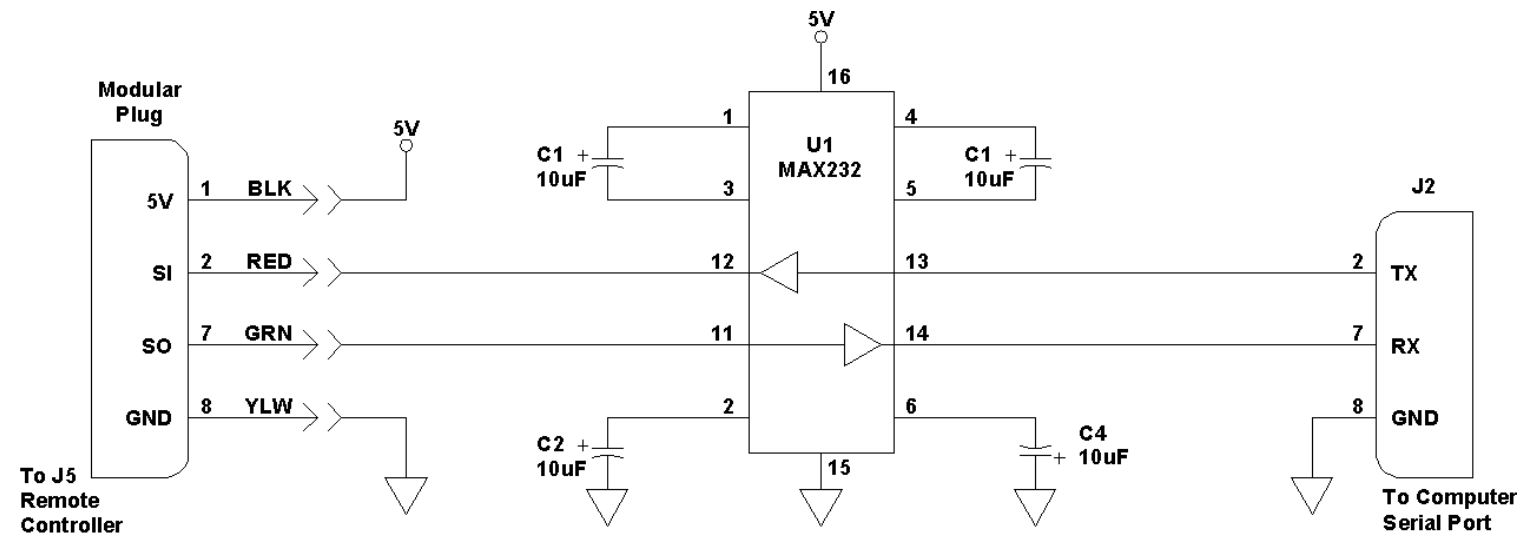 5V
16
Modular
Plug
5V
1
4
U1
MAX232
C1 +
10uF
C1 +
10uF
3
5
5V
1
BLK
J2
SI
2
RED
12
13
2
TX
SO
7
GRN
11
14
7
RX
GND
8
YLW
2
6
8
GND
C2 +
10uF
C4
+ 10uF
15
To J5
Remote
Controller
To Computer
Serial Port